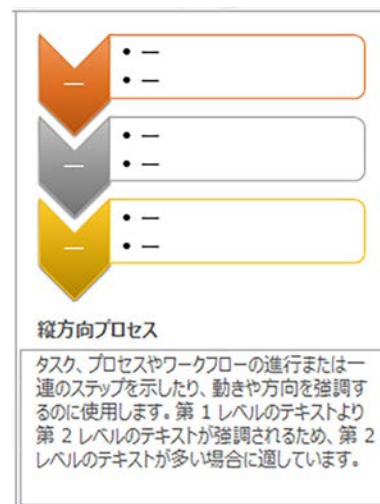 • —
• —
—
• —
• —
—
• —
• —
—
縦方向プロセス
タスク、プロセスやワークフローの進行または一
連のステップを示したり、動きや方向を強調す
るのに使用します。第 1 レベルのテキストより
第 2 レベルのテキストが強調されるため、第 2
レベルのテキストが多い場合に適しています。